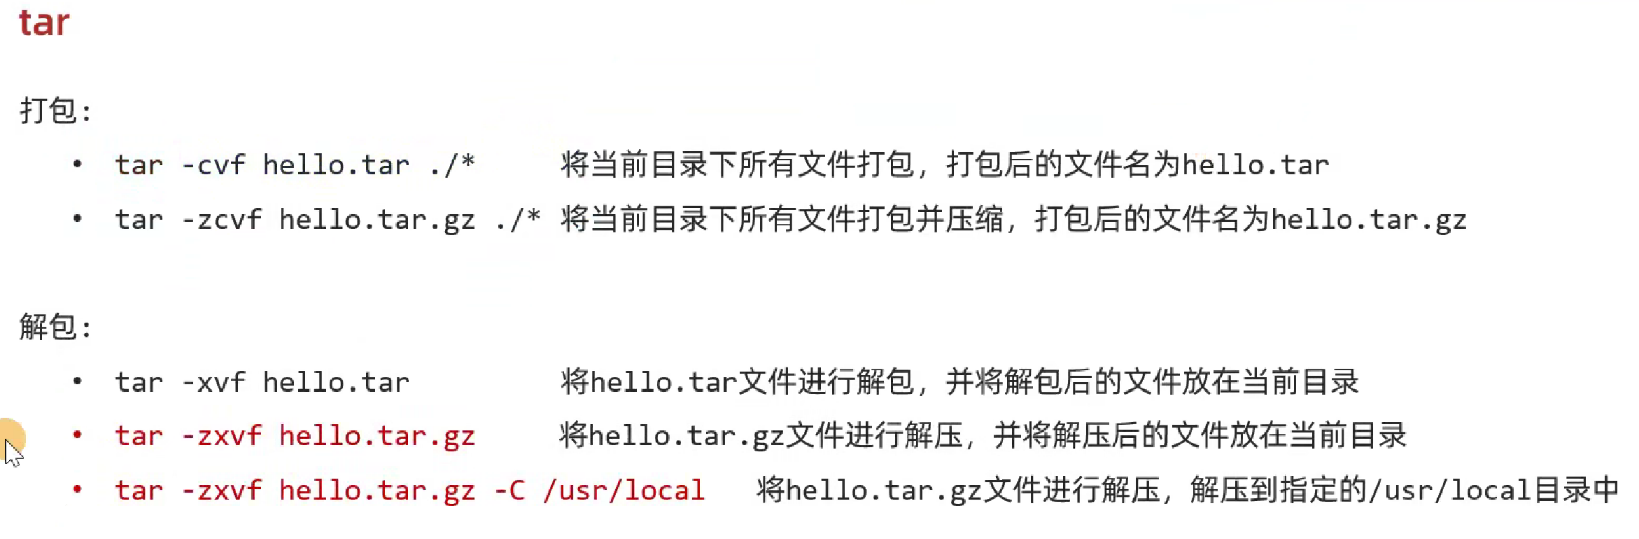 tar
打包：
• tar -cvf hello.tar ./* 将当前目录下所有文件打包，打包后的文件名为hello.tar
• tar -zcvf hello.tar.gz ./* 将当前目录下所有文件打包并压缩，打包后的文件名为hello.tar.gz
解包：
• tar -xvf hello.tar 将hello.tar文件进行解包，并将解包后的文件放在当前目录
• tar -zxvf hello.tar.gz 将hello.tar.gz文件进行解压，并将解压后的文件放在当前目录
• tar -zxvf hello.tar.gz -C /usr/local 将hello.tar.gz文件进行解压，解压到指定的/usr/local目录中